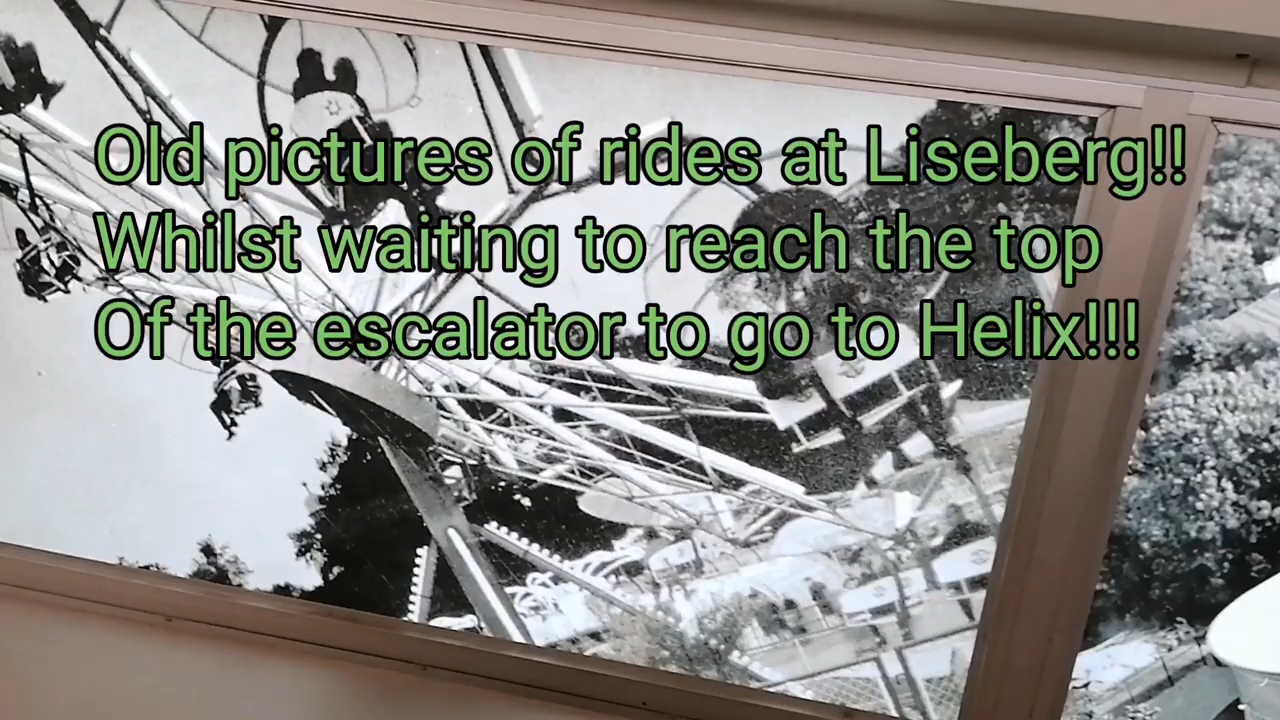 Old pictures of rides at Liseberg!!
Whilst waiting to reach the top
Of the escalator to go to Helix!!!